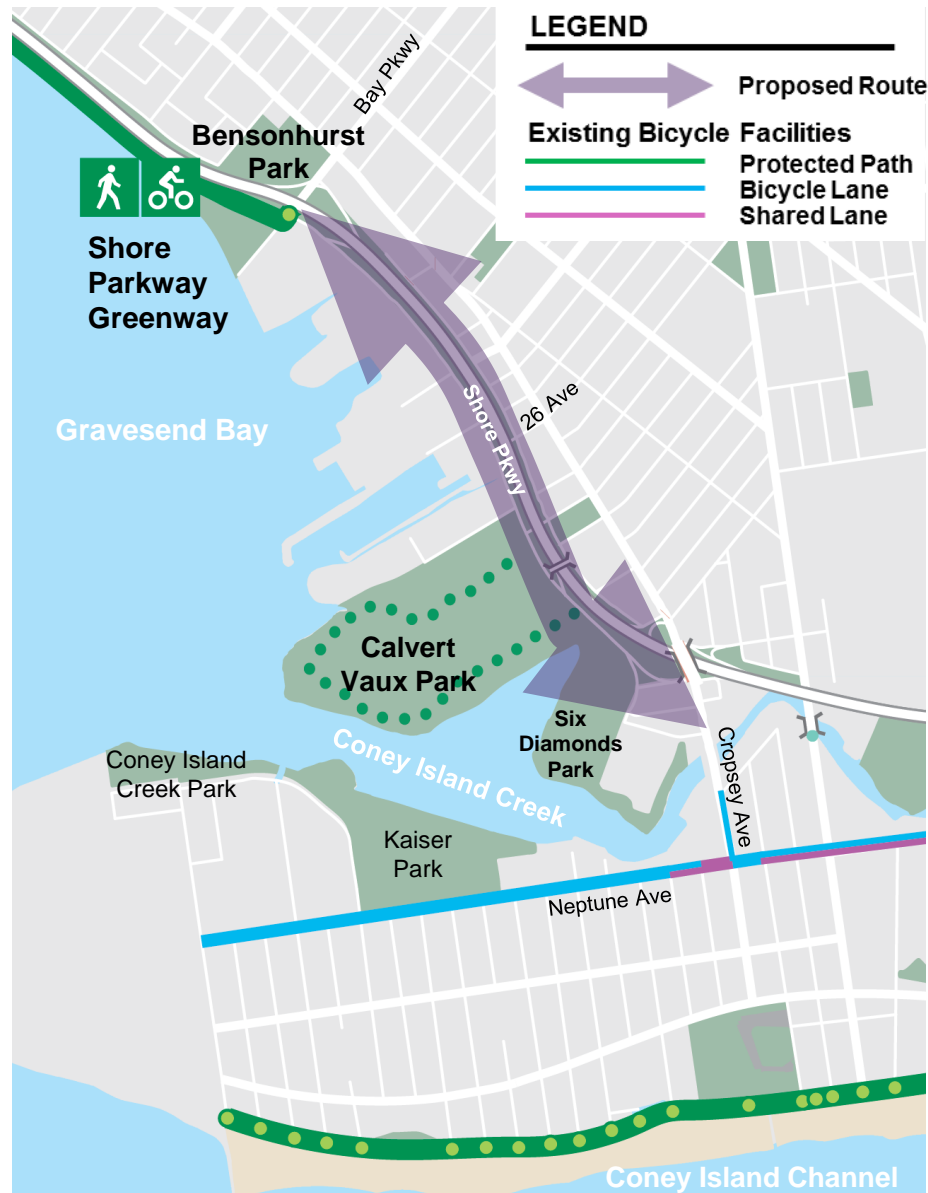 LEGEND
Proposed Route
Existing Bicycle Facilities
Protected Path
Bicycle Lane
Shared Lane
Bay Pkwy
Bensonhurst
Park
Shore
Parkway
Greenway
Gravesend Bay
Shore Pkwy
26 Ave
Calvert
Vaux Park
Six
Diamonds
Park
Coney Island Creek
Cropsey Ave
Coney Island
Creek Park
Kaiser
Park
Neptune Ave
Coney Island Channel